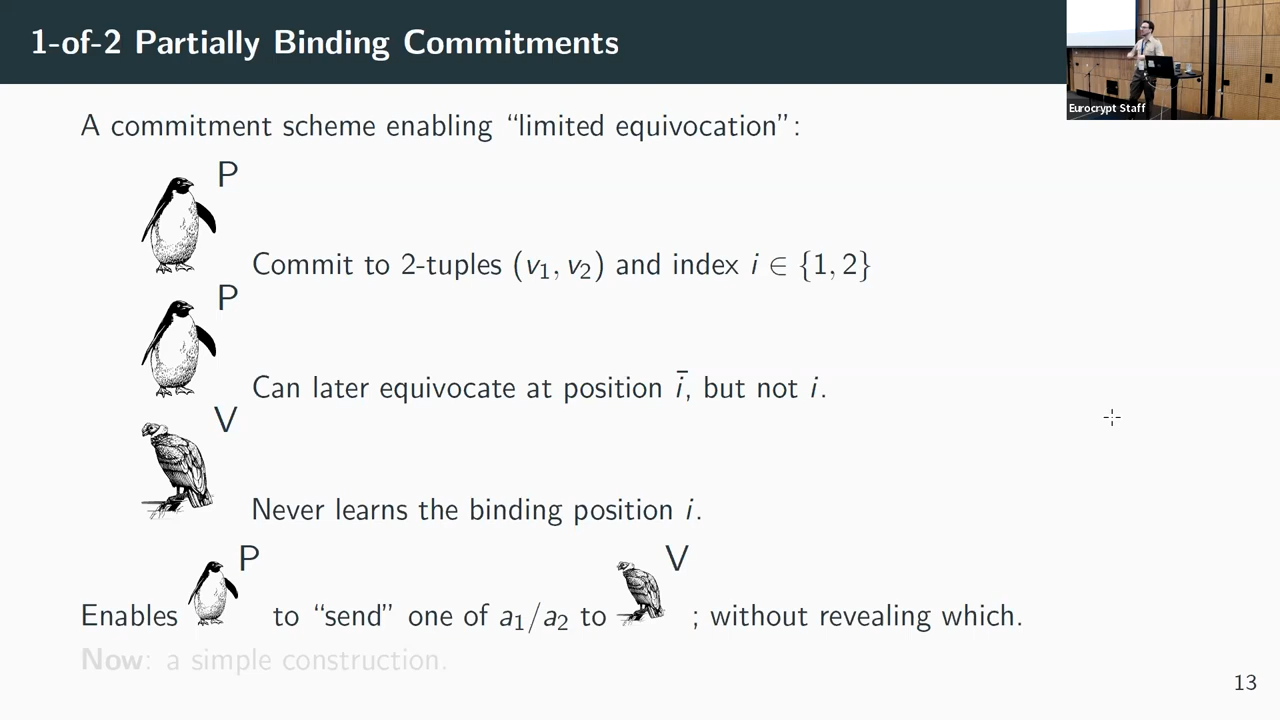 1-of-2 Partially Binding Commitments
Eurocrypt Staff
A commitment scheme enabling “limited equivocation”:
P
Commit to 2-tuples (v₁, v₂) and index i ∈ {1, 2}
P
Can later equivocate at position i̅, but not i.
V
Never learns the binding position i.
P V
Enables to “send” one of a₁/a₂ to ; without revealing which.
Now: a simple construction.
13